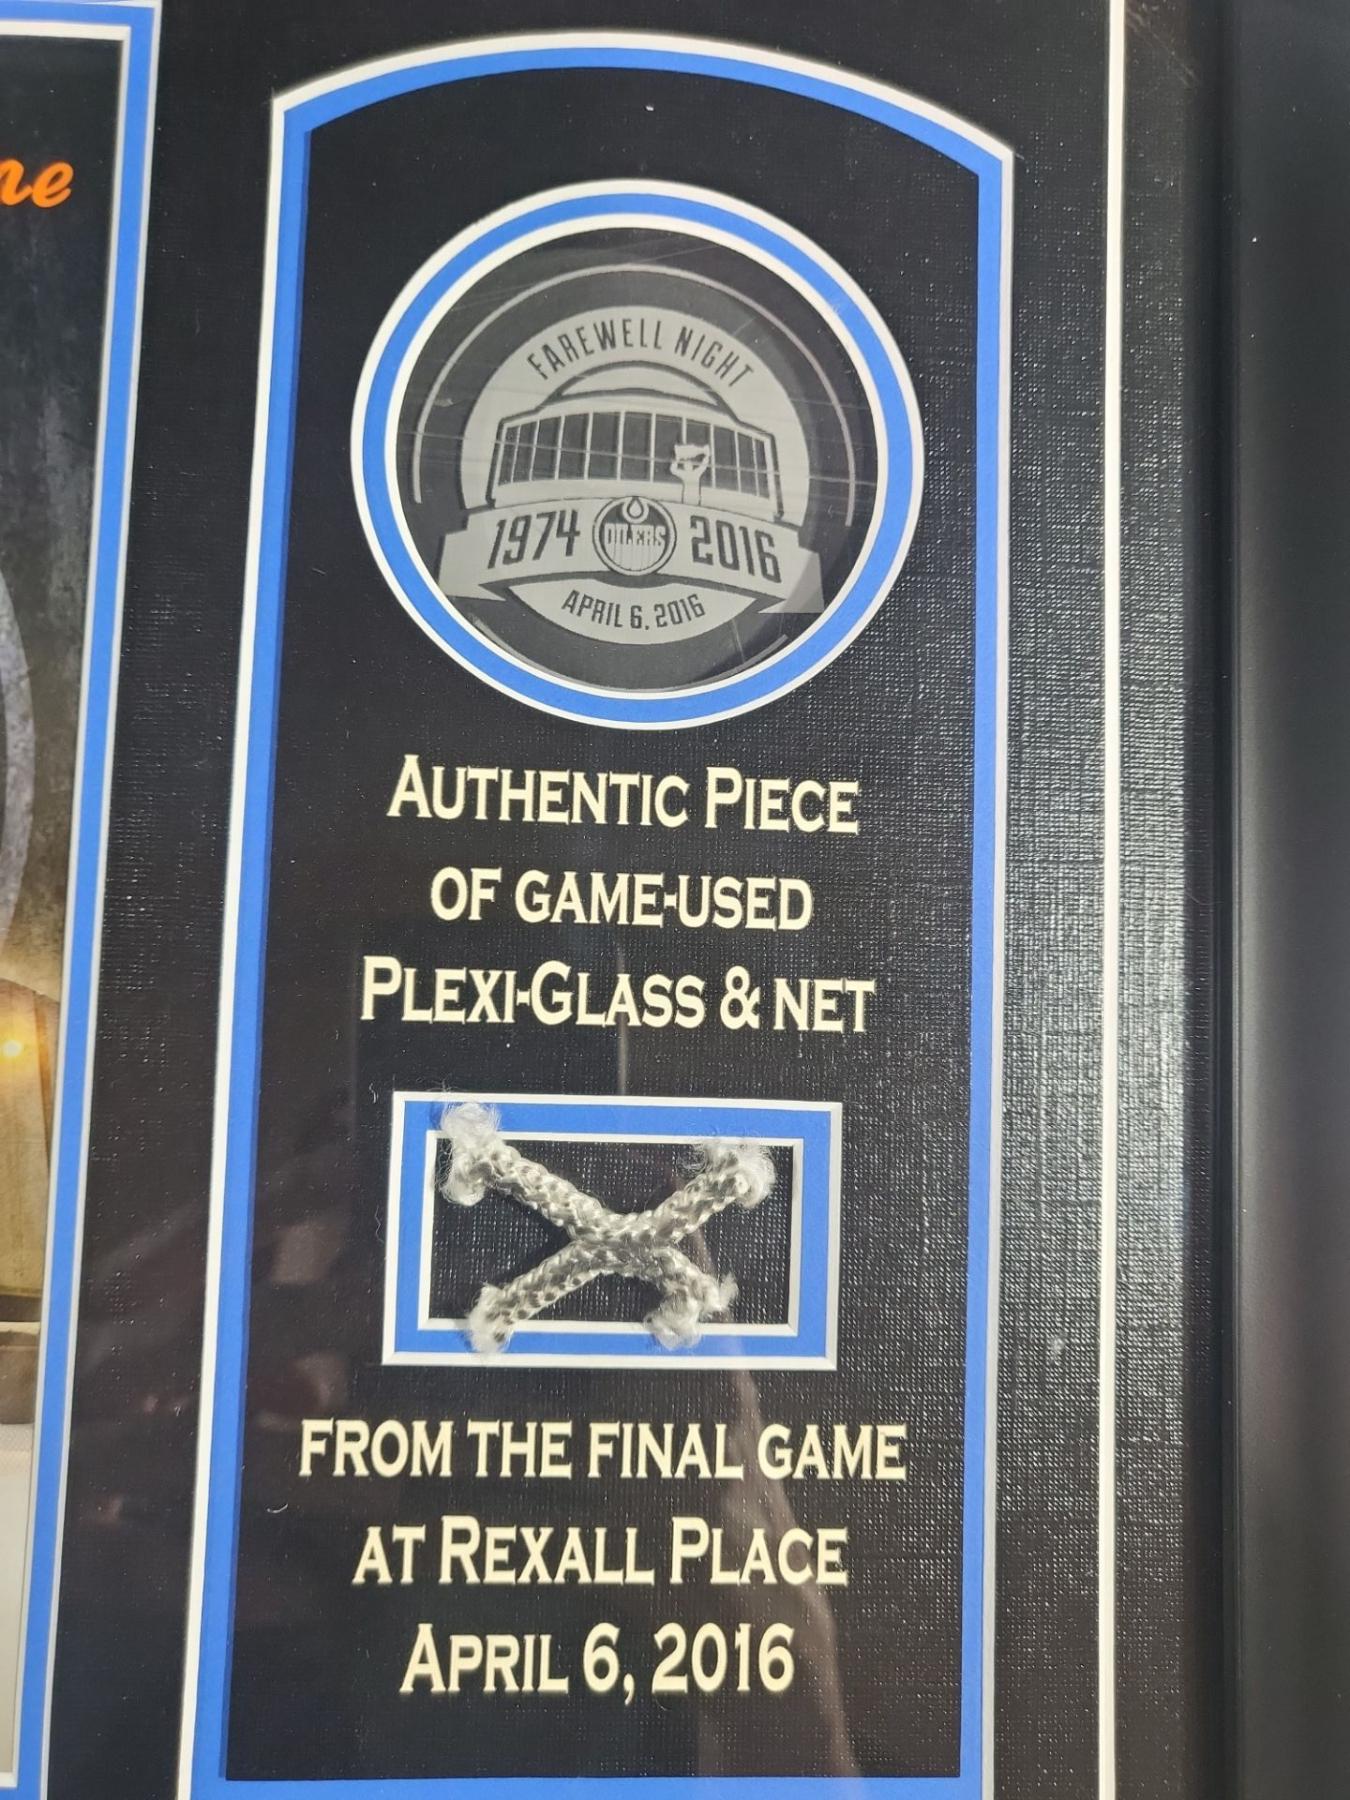 ne
FAREWELL NIGHT
1974 OILERS 2016
APRIL 6, 2016
AUTHENTIC PIECE
OF GAME-USED
PLEXI-GLASS & NET
FROM THE FINAL GAME
AT REXALL PLACE
APRIL 6, 2016